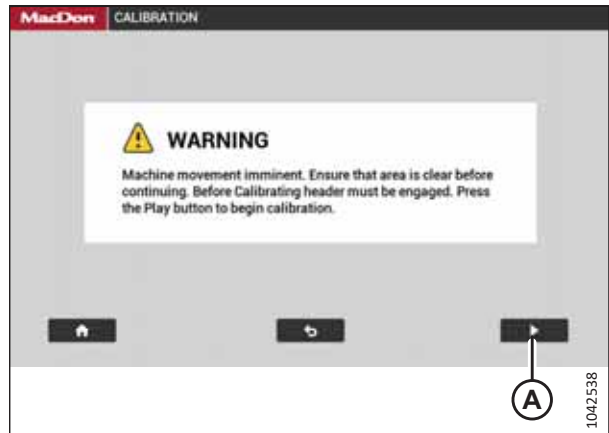 MacDon CALIBRATION
WARNING
Machine movement imminent. Ensure that area is clear before
continuing. Before Calibrating header must be engaged. Press
the Play button to begin calibration.
A
1042538